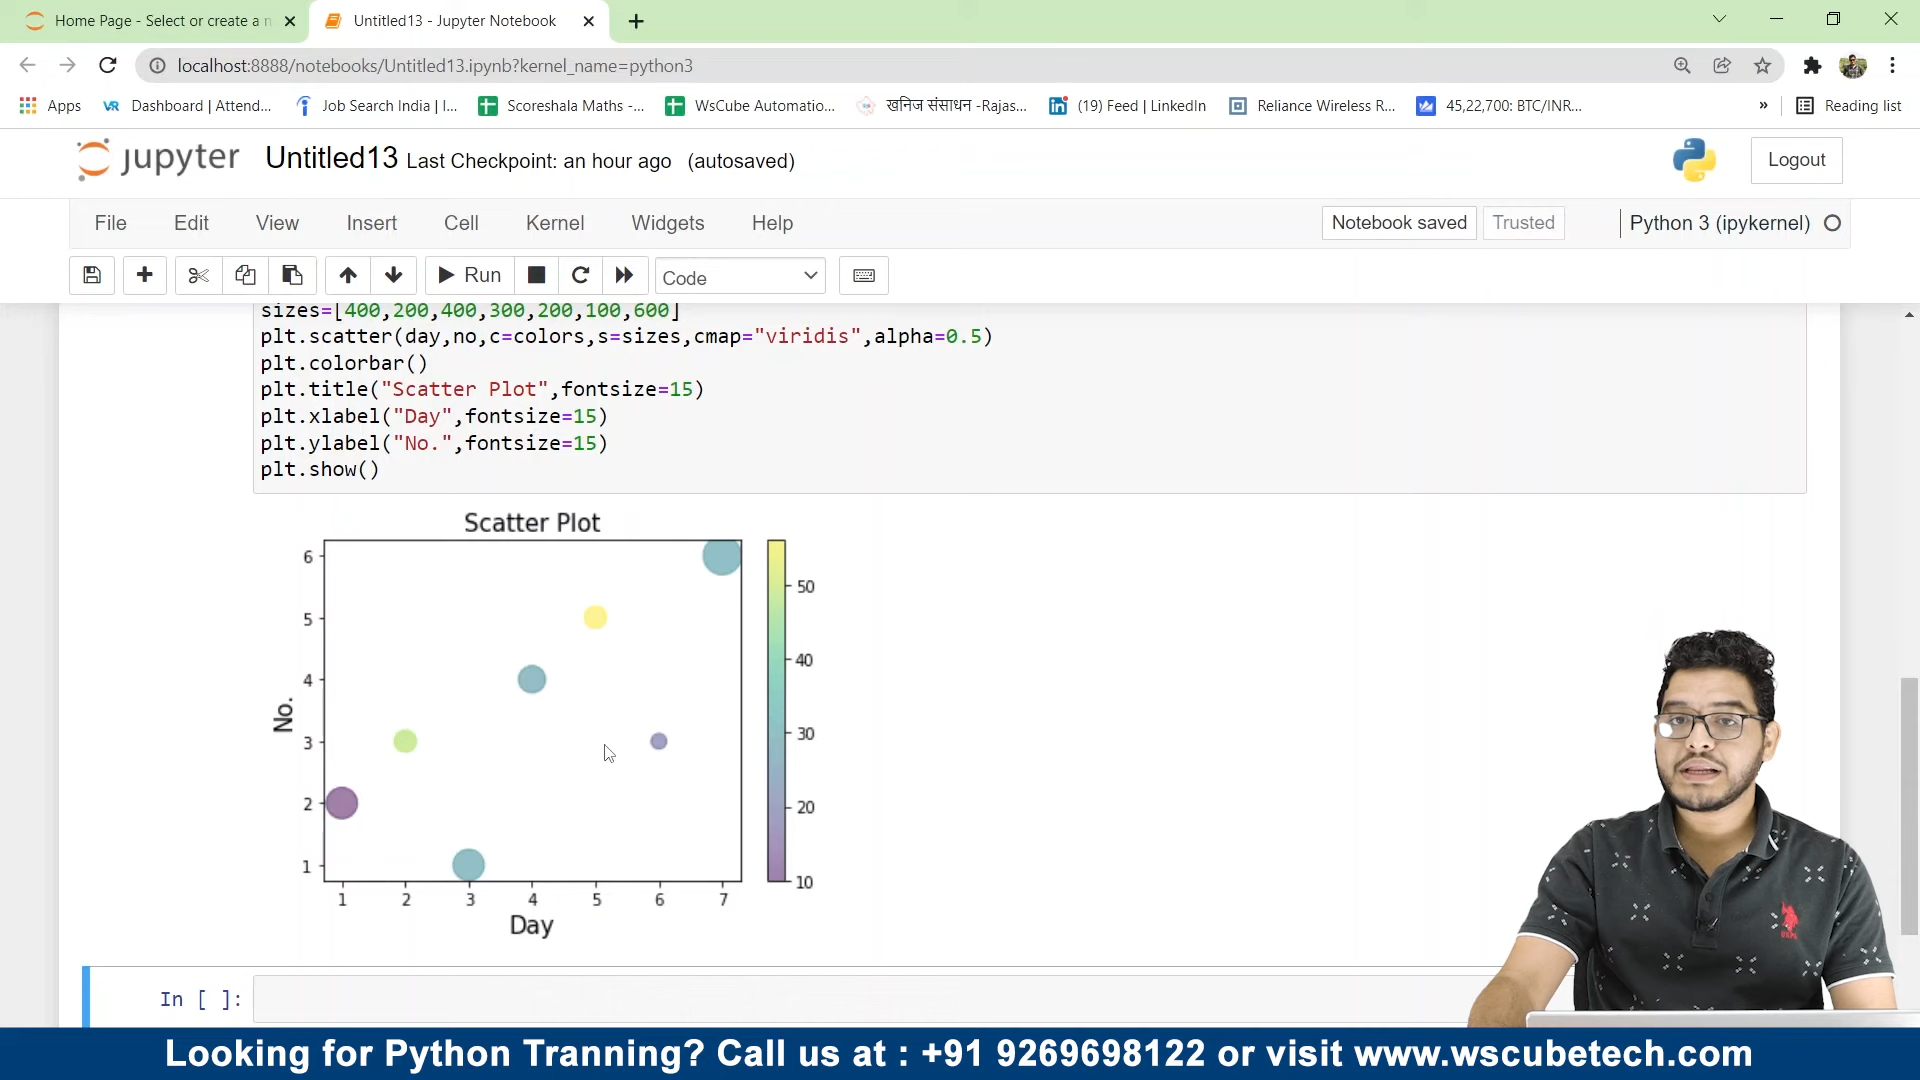 Home Page - Select or create a n
Untitled13 - Jupyter Notebook
localhost:8888/notebooks/Untitled13.ipynb?kernel_name=python3
Apps
VR Dashboard | Attend...
Job Search India | I...
Scoreshala Maths -...
WsCube Automatio...
खनिज संसाधन -Rajas...
in (19) Feed | LinkedIn
Reliance Wireless R...
45,22,700: BTC/INR...
»
Reading list
jupyter Untitled13 Last Checkpoint: an hour ago (autosaved)
Logout
File Edit View Insert Cell Kernel Widgets Help
Notebook saved Trusted Python 3 (ipykernel)
Run Code
sizes=[400,200,400,300,200,100,600]
plt.scatter(day,no,c=colors,s=sizes,cmap="viridis",alpha=0.5)
plt.colorbar()
plt.title("Scatter Plot",fontsize=15)
plt.xlabel("Day",fontsize=15)
plt.ylabel("No.",fontsize=15)
plt.show()
Scatter Plot
6
5
4
3
2
1
No.
1 2 3 4 5 6 7
Day
50
40
30
20
10
In [ ]:
Looking for Python Tranning? Call us at : +91 9269698122 or visit www.wscubetech.com